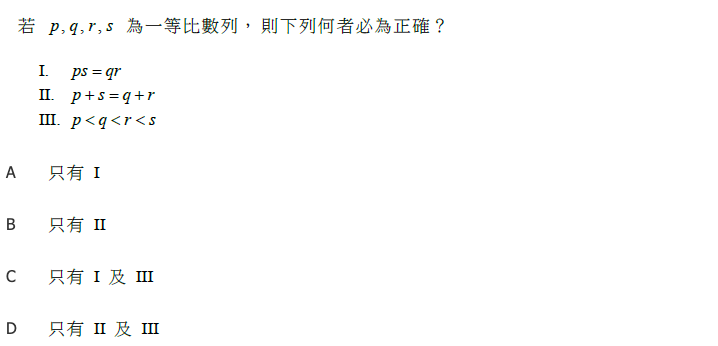 若 p, q, r, s 為一等比數列，則下列何者必為正確？
I. ps = qr
II. p + s = q + r
III. p < q < r < s
A 只有 I
B 只有 II
C 只有 I 及 III
D 只有 II 及 III